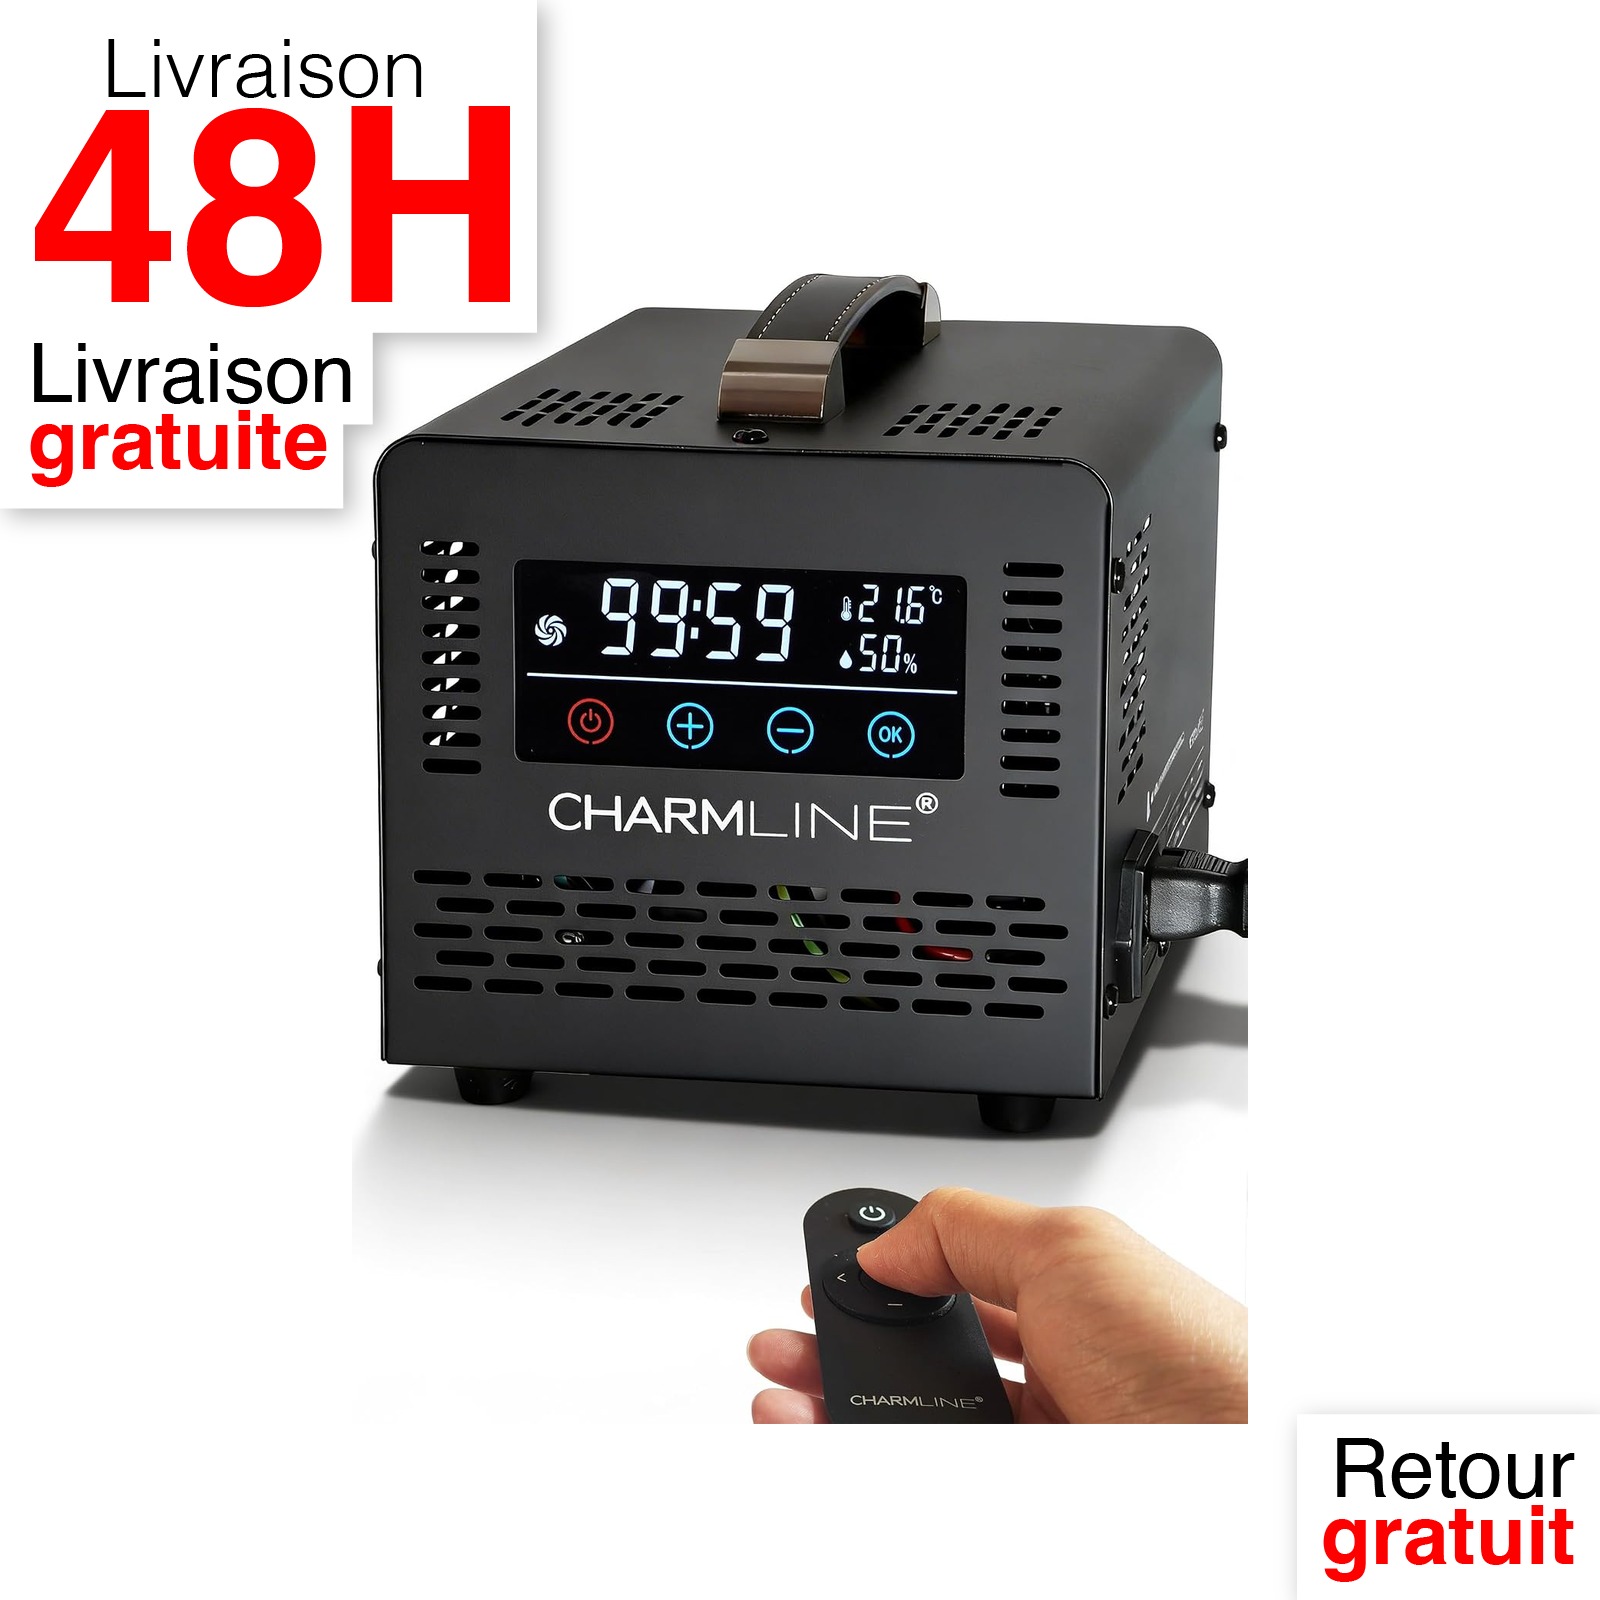 Livraison
48H
Livraison
gratuite
99:59
21.6°C
50%
OK
CHARMLINE®
CHARMLINE®
Retour
gratuit